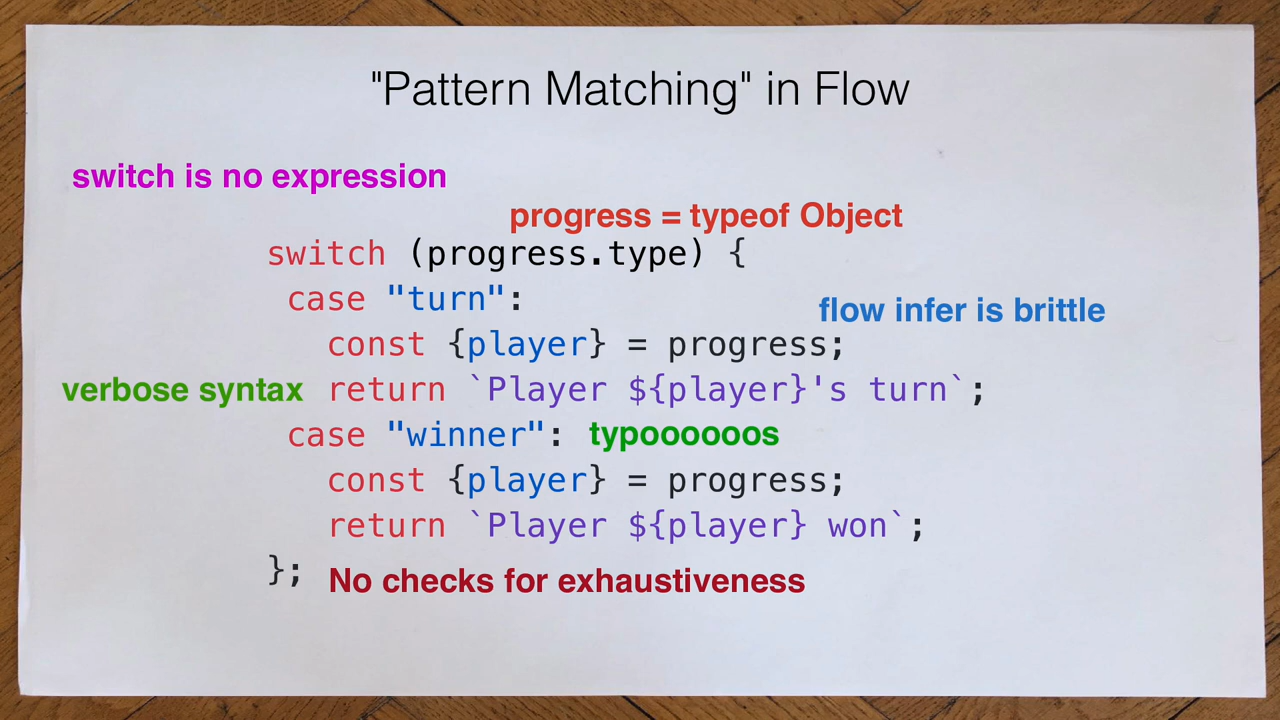 "Pattern Matching" in Flow
switch is no expression
progress = typeof Object
switch (progress.type) {
case "turn":
flow infer is brittle
const {player} = progress;
verbose syntax
return `Player ${player}'s turn`;
case "winner":
typoooooos
const {player} = progress;
return `Player ${player} won`;
};
No checks for exhaustiveness